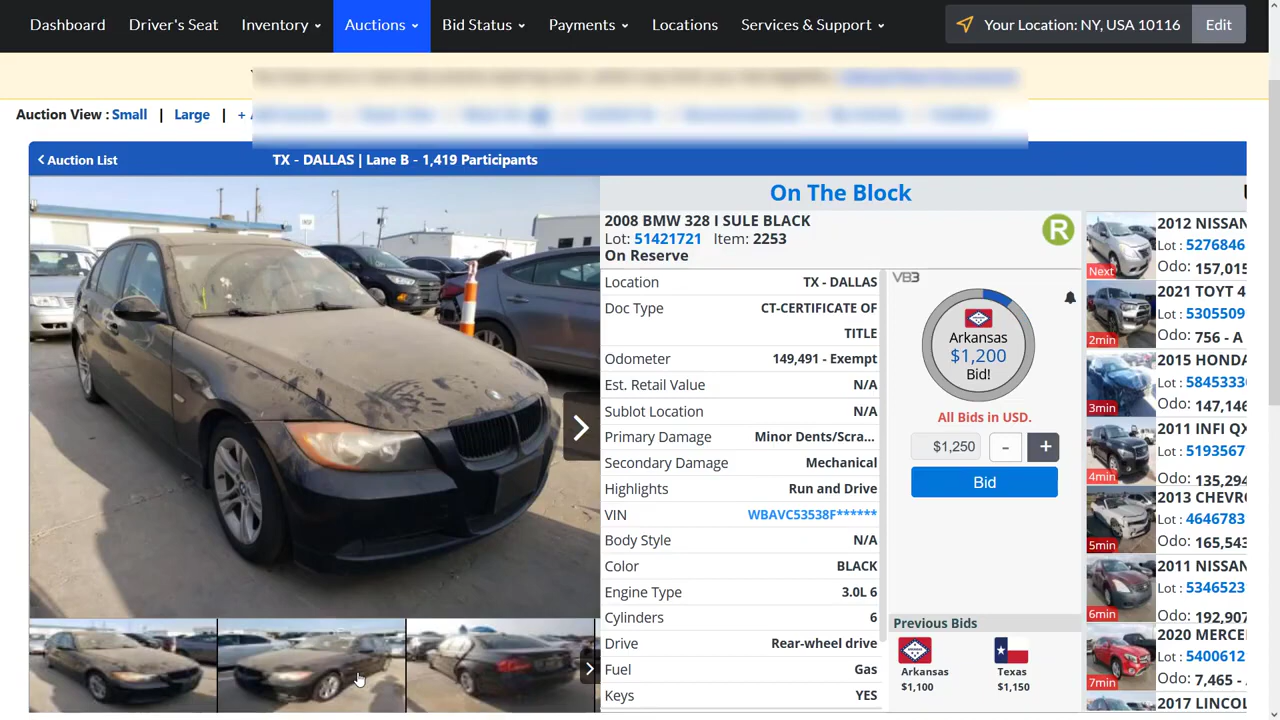 Dashboard Driver's Seat Inventory Auctions Bid Status Payments Locations Services & Support Your Location: NY, USA 10116 Edit
Auction View : Small | Large | +
Auction List TX - DALLAS | Lane B - 1,419 Participants
On The Block
2008 BMW 328 I SULE BLACK
Lot: 51421721 Item: 2253
On Reserve
R
Location TX - DALLAS
Doc Type CT-CERTIFICATE OF
TITLE
Odometer 149,491 - Exempt
Est. Retail Value N/A
Sublot Location N/A
Primary Damage Minor Dents/Scra...
Secondary Damage Mechanical
Highlights Run and Drive
VIN WBAVC53538F******
Body Style N/A
Color BLACK
Engine Type 3.0L 6
Cylinders 6
Drive Rear-wheel drive
Fuel Gas
Keys YES
VB3
Arkansas
$1,200
Bid!
All Bids in USD.
$1,250 - +
Bid
Previous Bids
Arkansas Texas
$1,100 $1,150
2012 NISSAN
Lot : 5276846
Next Odo: 157,015
2021 TOYT 4
Lot : 5305509
2min Odo: 756 - A
2015 HONDA
Lot : 5845333
3min Odo: 147,146
2011 INFI QX
Lot : 5193567
4min Odo: 135,294
2013 CHEVRO
Lot : 4646783
5min Odo: 165,543
2011 NISSAN
Lot : 5346523
6min Odo: 192,907
2020 MERCE
Lot : 5400612
7min Odo: 7,465 -
2017 LINCOL